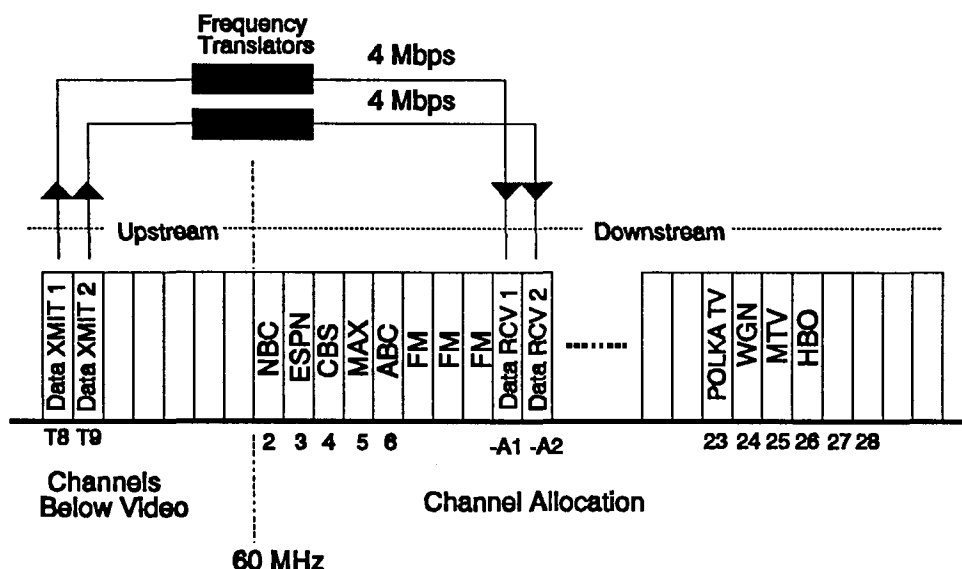 Frequency
Translators
4 Mbps
4 Mbps
Upstream
Downstream
Data XMIT 1
Data XMIT 2
NBC
ESPN
CBS
MAX
ABC
FM
FM
FM
Data RCV 1
Data RCV 2
POLKA TV
WGN
MTV
HBO
T8 T9 2 3 4 5 6 -A1 -A2 23 24 25 26 27 28
Channels
Below Video
Channel Allocation
60 MHz